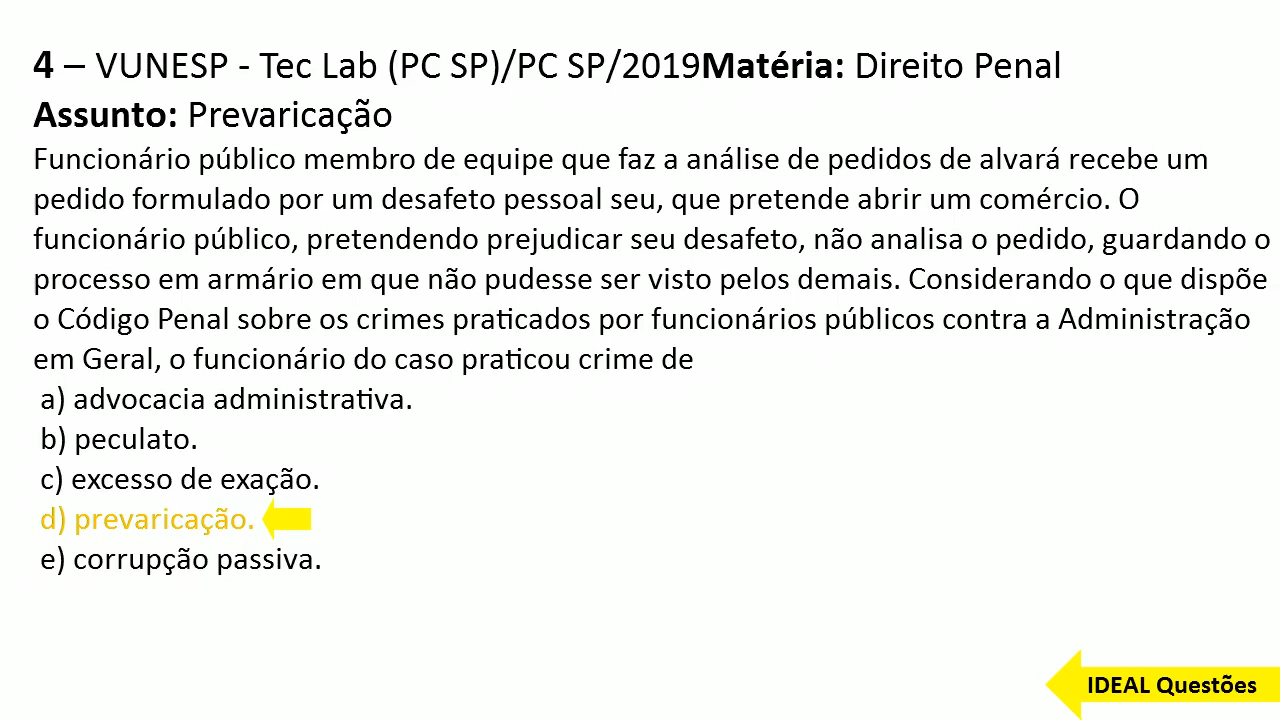 4 – VUNESP - Tec Lab (PC SP)/PC SP/2019Matéria: Direito Penal
Assunto: Prevaricação
Funcionário público membro de equipe que faz a análise de pedidos de alvará recebe um
pedido formulado por um desafeto pessoal seu, que pretende abrir um comércio. O
funcionário público, pretendendo prejudicar seu desafeto, não analisa o pedido, guardando o
processo em armário em que não pudesse ser visto pelos demais. Considerando o que dispõe
o Código Penal sobre os crimes praticados por funcionários públicos contra a Administração
em Geral, o funcionário do caso praticou crime de
a) advocacia administrativa.
b) peculato.
c) excesso de exação.
d) prevaricação.
e) corrupção passiva.
IDEAL Questões